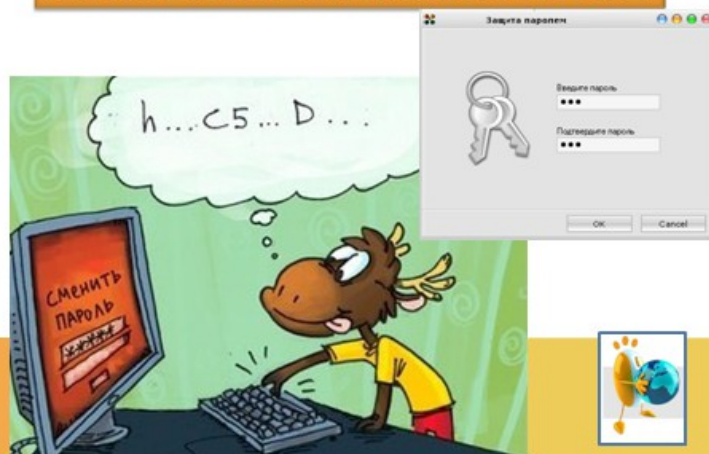 Защита паролем
Введите пароль
●●●
Подтвердите пароль
●●●
OK
Cancel
h...C5...D...
СМЕНИТЬ
ПАРОЛЬ
*****